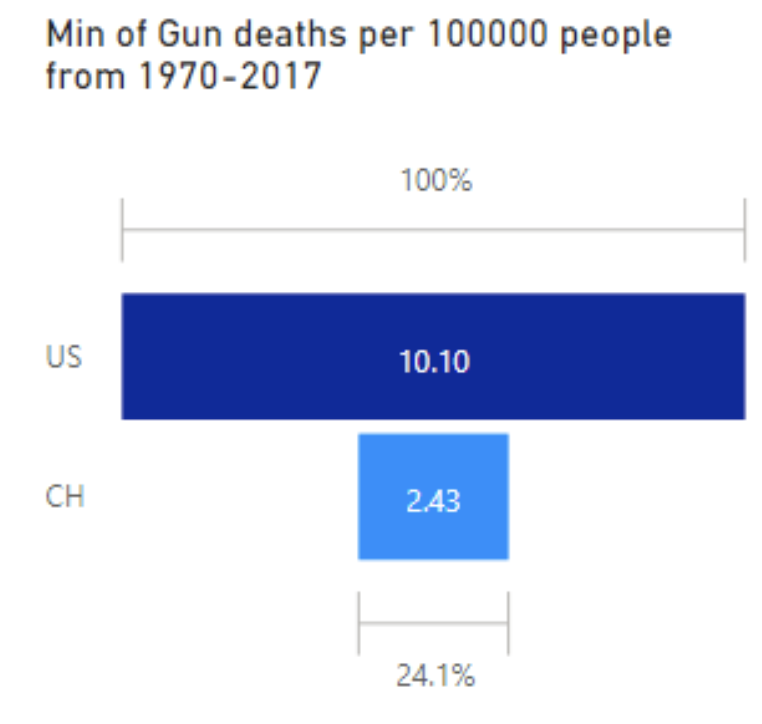 Min of Gun deaths per 100000 people
from 1970-2017
100%
US
10.10
CH
2.43
24.1%